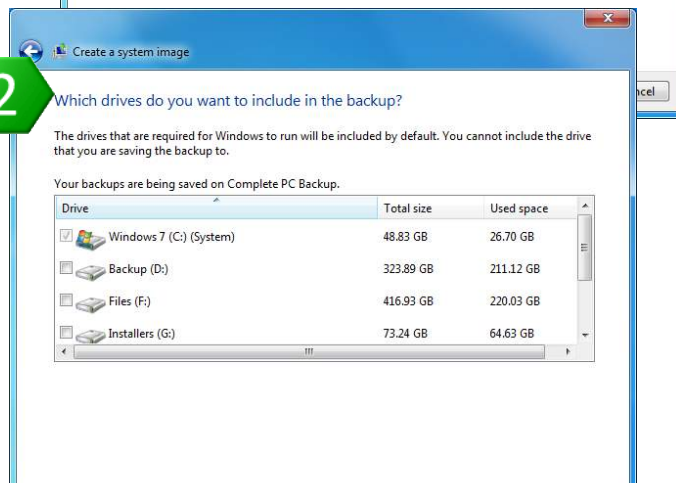 Create a system image
2
Which drives do you want to include in the backup?
The drives that are required for Windows to run will be included by default. You cannot include the drive
that you are saving the backup to.
Your backups are being saved on Complete PC Backup.
Drive Total size Used space
Windows 7 (C:) (System) 48.83 GB 26.70 GB
Backup (D:) 323.89 GB 211.12 GB
Files (F:) 416.93 GB 220.03 GB
Installers (G:) 73.24 GB 64.63 GB